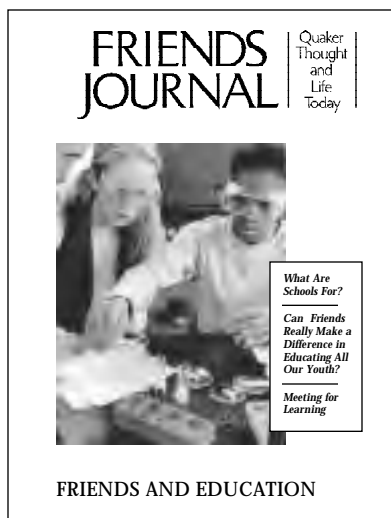 FRIENDS
JOURNAL
Quaker
Thought
and
Life
Today
What Are
Schools For?
Can Friends
Really Make a
Difference in
Educating All
Our Youth?
Meeting for
Learning
FRIENDS AND EDUCATION